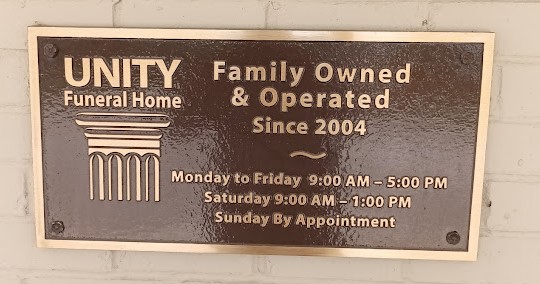 UNITY
Funeral Home
Family Owned
& Operated
Since 2004
Monday to Friday 9:00 AM – 5:00 PM
Saturday 9:00 AM – 1:00 PM
Sunday By Appointment